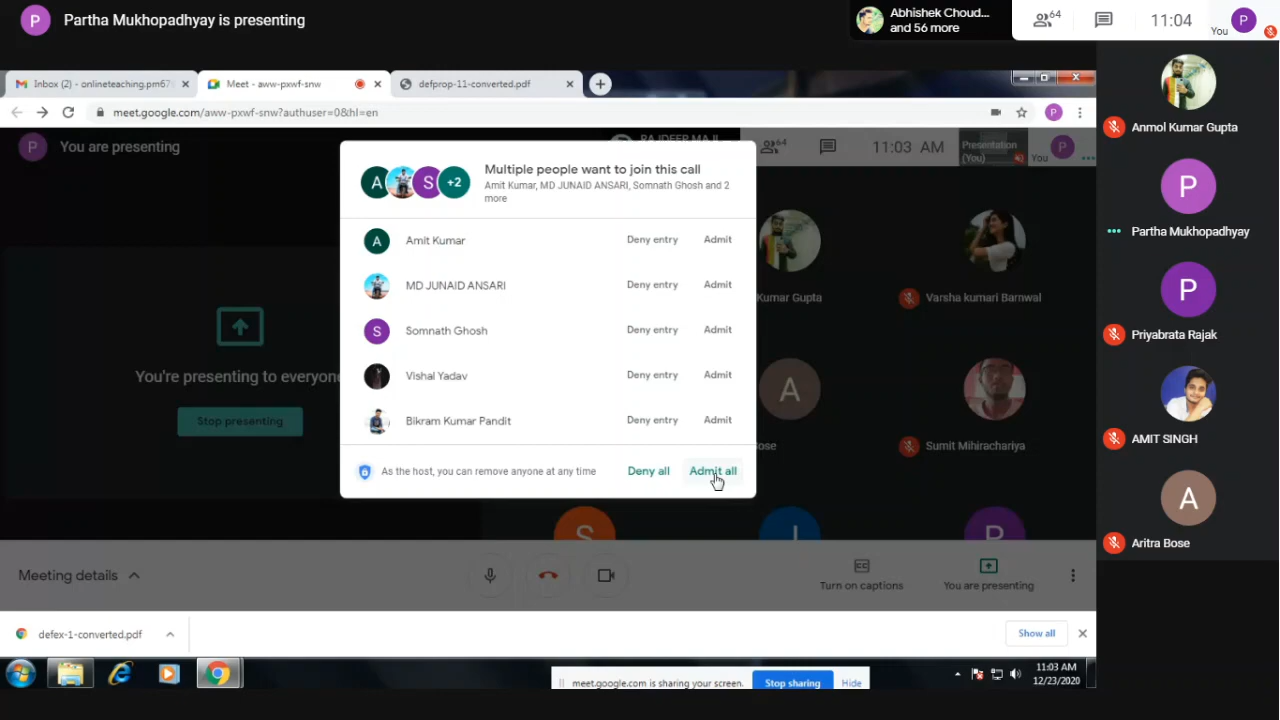 P Partha Mukhopadhyay is presenting
Abhishek Choud...
and 56 more
64
11:04
You
P
Inbox (2) - onlineteaching.pm67
Meet - aww-pxwf-snw
defprop-11-converted.pdf
meet.google.com/aww-pxwf-snw?authuser=0&hl=en
P
P You are presenting
RAJDEEP MAJI
64
11:03 AM
Presentation
(You)
You
P
A S +2
Multiple people want to join this call
Amit Kumar, MD JUNAID ANSARI, Somnath Ghosh and 2
more
A Amit Kumar Deny entry Admit
MD JUNAID ANSARI Deny entry Admit
S Somnath Ghosh Deny entry Admit
Vishal Yadav Deny entry Admit
Bikram Kumar Pandit Deny entry Admit
As the host, you can remove anyone at any time Deny all Admit all
You're presenting to everyone
Stop presenting
Kumar Gupta
Varsha kumari Barnwal
A
ose
Sumit Mihirachariya
S
P
Meeting details
CC
Turn on captions
You are presenting
defex-1-converted.pdf
Show all
meet.google.com is sharing your screen.
Stop sharing
Hide
11:03 AM
12/23/2020
Anmol Kumar Gupta
P
Partha Mukhopadhyay
P
Priyabrata Rajak
AMIT SINGH
A
Aritra Bose